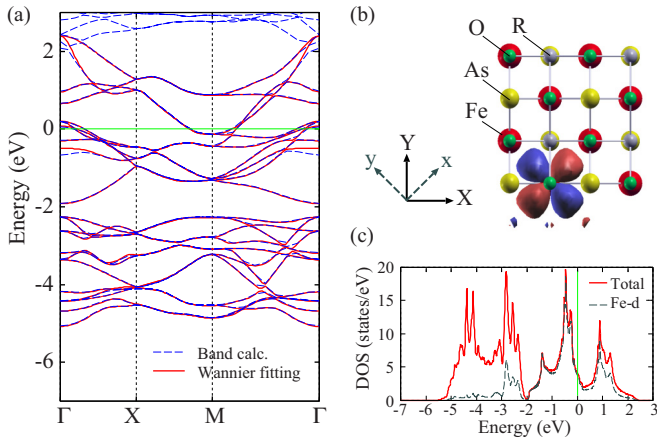 (a)
Energy (eV)
2
0
-2
-4
-6
Band calc.
Wannier fitting
Γ X M Γ
(b)
O R
As
Fe
Y
y x
X
(c)
DOS (states/eV)
20
15
10
5
0
Total
Fe-d
-7 -6 -5 -4 -3 -2 -1 0 1 2 3
Energy (eV)